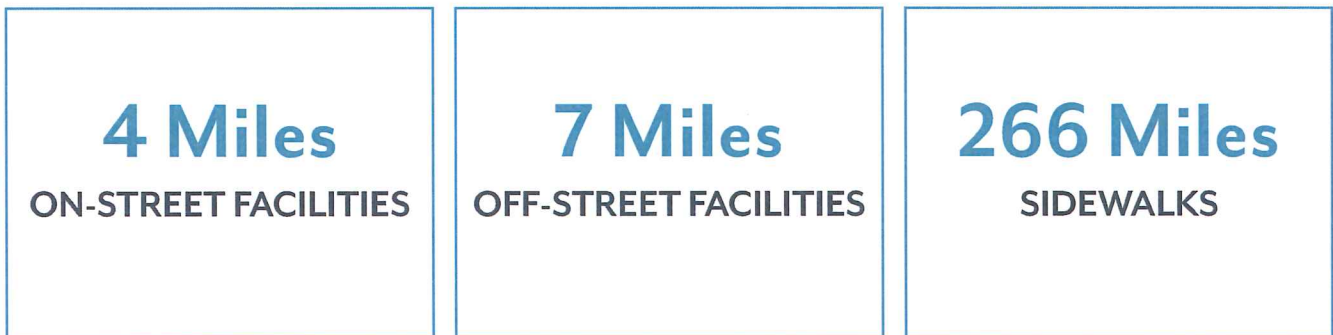 4 Miles
ON-STREET FACILITIES
7 Miles
OFF-STREET FACILITIES
266 Miles
SIDEWALKS